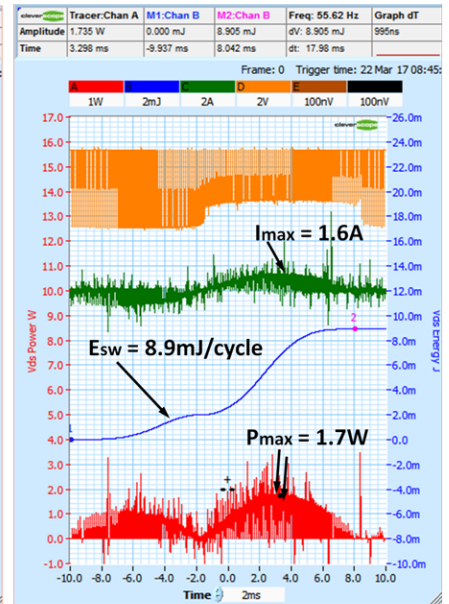 cleverscope Tracer:Chan A M1:Chan B M2:Chan B Freq: 55.62 Hz Graph dT
Amplitude 1.735 W 0.000 mJ 8.905 mJ dV: 8.905 mJ 995ns
Time 3.298 ms -9.937 ms 8.042 ms dt: 17.98 ms
Frame: 0 Trigger time: 22 Mar 17 08:45:
A B C D E
1W 2mJ 2A 2V 100mV 100mV
cleverscope
17.0 26.0m
16.0 24.0m
15.0 22.0m
14.0 20.0m
13.0 18.0m
12.0 16.0m
Imax = 1.6A
11.0 14.0m
10.0 12.0m
9.0 10.0m
2
8.0 8.0m
Esw = 8.9mJ/cycle
7.0 6.0m
6.0 4.0m
5.0 2.0m
1
4.0 0.0
Pmax = 1.7W
3.0 -2.0m
2.0 -4.0m
1.0 -6.0m
0.0 -8.0m
-1.0 -10.0m
Vds Power W
Vds Energy J
-10.0 -8.0 -6.0 -4.0 -2.0 0.0 2.0 4.0 6.0 8.0 10.0
Time 2ms